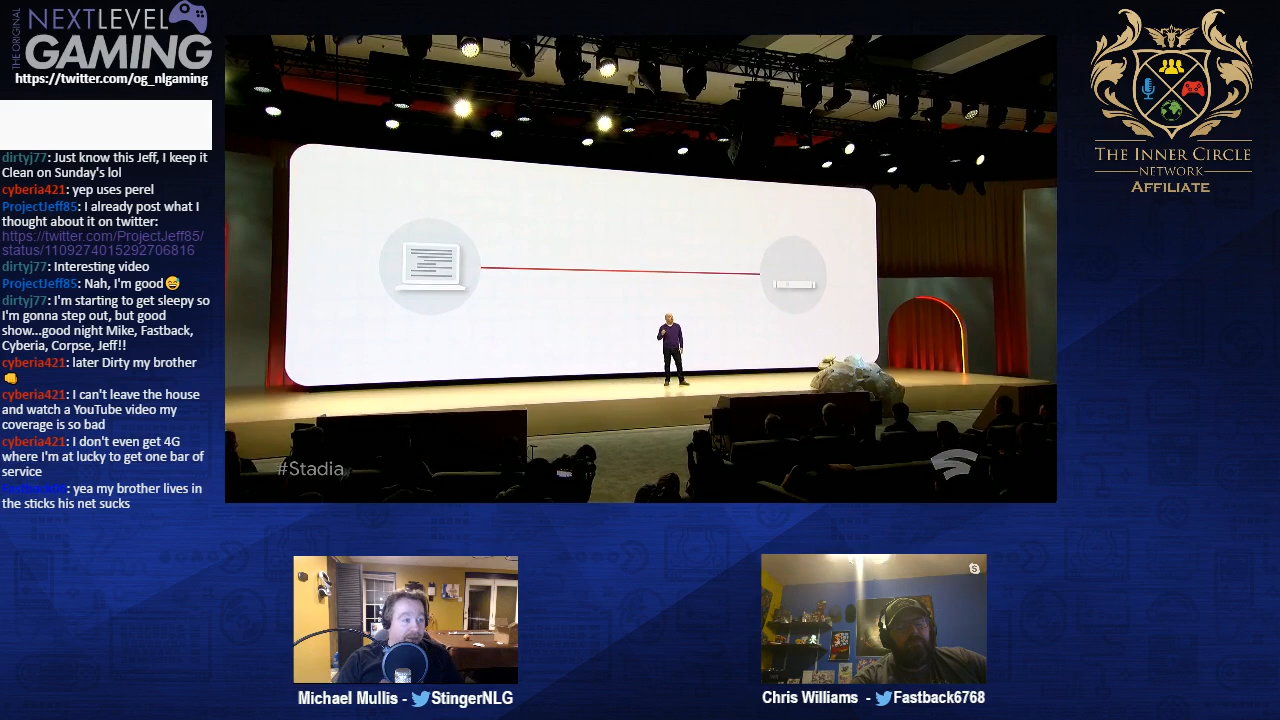 THE ORIGINAL
NEXTLEVEL
GAMING
https://twitter.com/og_nlgaming
dirtyj77: Just know this Jeff, I keep it
Clean on Sunday's lol
cyberia421: yep uses perel
ProjectJeff85: I already post what I
thought about it on twitter:
https://twitter.com/ProjectJeff85/
status/1109274015292706816
dirtyj77: Interesting video
ProjectJeff85: Nah, I'm good😅
dirtyj77: I'm starting to get sleepy so
I'm gonna step out, but good
show...good night Mike, Fastback,
Cyberia, Corpse, Jeff!!
cyberia421: later Dirty my brother
👊
cyberia421: I can't leave the house
and watch a YouTube video my
coverage is so bad
cyberia421: I don't even get 4G
where I'm at lucky to get one bar of
service
: yea my brother lives in
the sticks his net sucks
#Stadia
THE INNER CIRCLE
NETWORK
AFFILIATE
Michael Mullis - StingerNLG
Chris Williams - Fastback6768